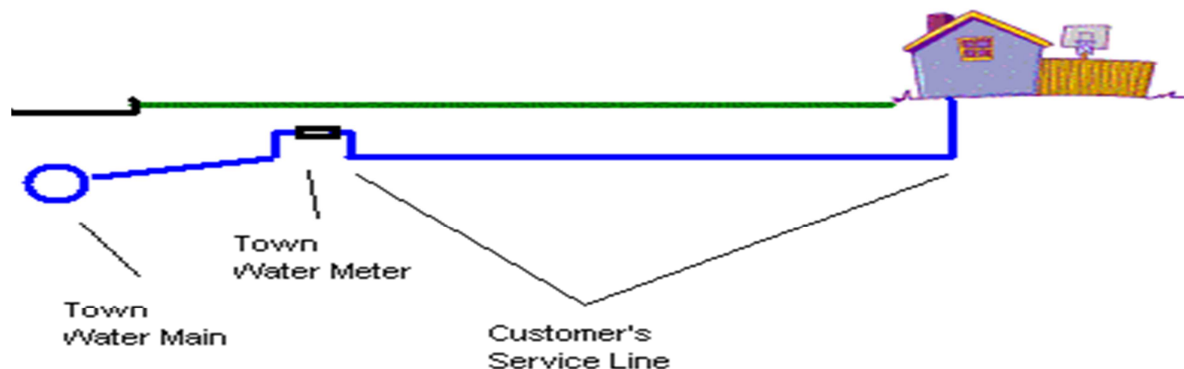 Town
Water Meter
Town
Water Main
Customer's
Service Line